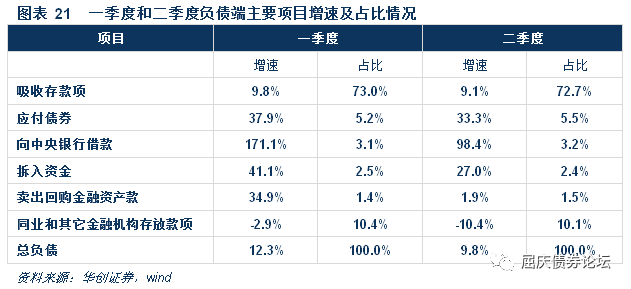 图表 21 一季度和二季度负债端主要项目增速及占比情况
项目 一季度 二季度
增速 占比 增速 占比
吸收存款项 9.8% 73.0% 9.1% 72.7%
应付债券 37.9% 5.2% 33.3% 5.5%
向中央银行借款 171.1% 3.1% 98.4% 3.2%
拆入资金 41.1% 2.5% 27.0% 2.4%
卖出回购金融资产款 34.9% 1.4% 1.9% 1.5%
同业和其它金融机构存放款项 -2.9% 10.4% -10.4% 10.1%
总负债 12.3% 100.0% 9.8% 100.0%
资料来源：华创证券，wind
屈庆债券论坛